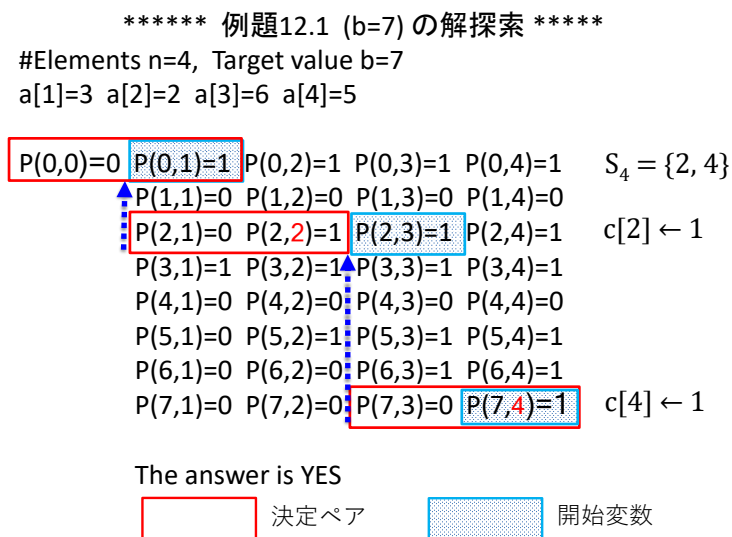 ****** 例題12.1 (b=7) の解探索 *****
#Elements n=4, Target value b=7
a[1]=3 a[2]=2 a[3]=6 a[4]=5
P(0,0)=0 P(0,1)=1 P(0,2)=1 P(0,3)=1 P(0,4)=1 S₄ = {2, 4}
P(1,1)=0 P(1,2)=0 P(1,3)=0 P(1,4)=0
P(2,1)=0 P(2,2)=1 P(2,3)=1 P(2,4)=1 c[2] ← 1
P(3,1)=1 P(3,2)=1 P(3,3)=1 P(3,4)=1
P(4,1)=0 P(4,2)=0 P(4,3)=0 P(4,4)=0
P(5,1)=0 P(5,2)=1 P(5,3)=1 P(5,4)=1
P(6,1)=0 P(6,2)=0 P(6,3)=1 P(6,4)=1
P(7,1)=0 P(7,2)=0 P(7,3)=0 P(7,4)=1 c[4] ← 1
The answer is YES
決定ペア 開始変数